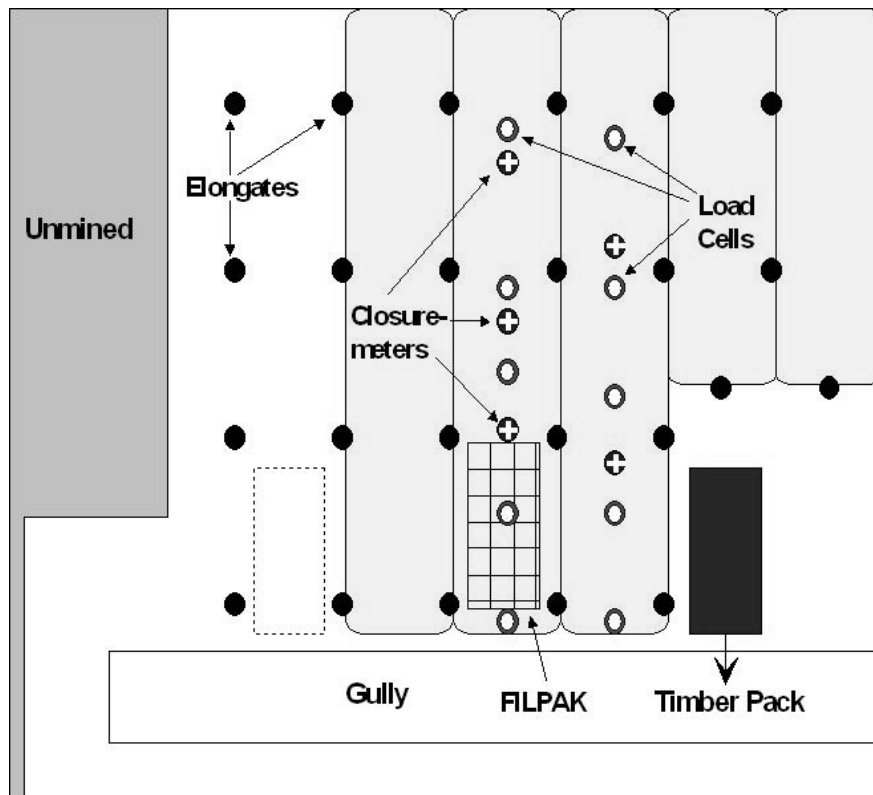 Elongates
Unmined
Load
Cells
Closure-
meters
Gully
FILPAK
Timber Pack